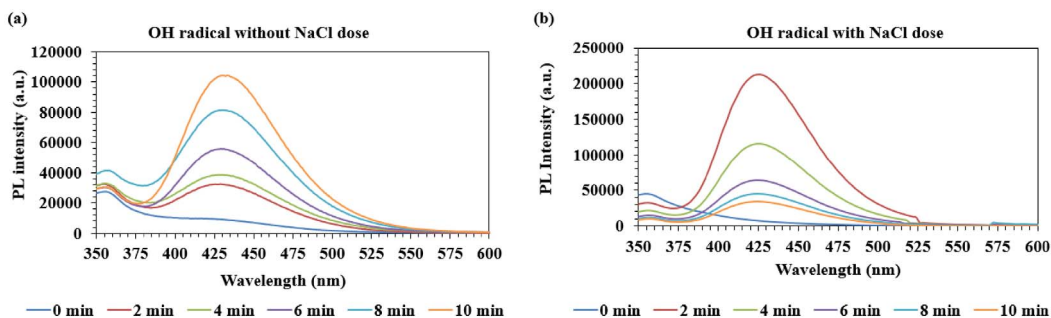 (a)
OH radical without NaCl dose
120000
100000
80000
60000
40000
20000
0
PL intensity (a.u.)
350 375 400 425 450 475 500 525 550 575 600
Wavelength (nm)
0 min 2 min 4 min 6 min 8 min 10 min
(b)
OH radical with NaCl dose
250000
200000
150000
100000
50000
0
PL Intensity (a.u.)
350 375 400 425 450 475 500 525 550 575 600
Wavelength (nm)
0 min 2 min 4 min 6 min 8 min 10 min